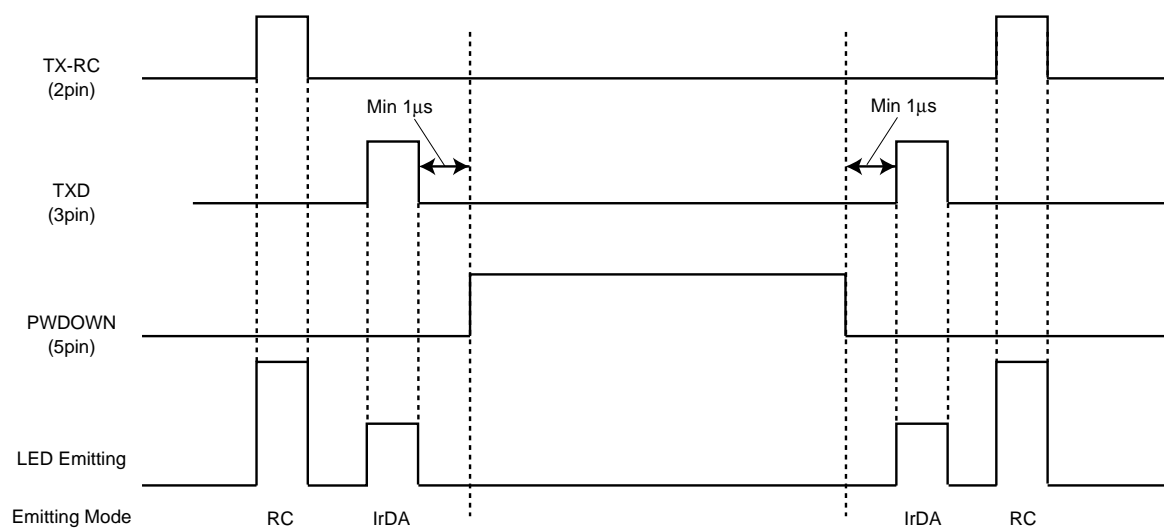 TX-RC
(2pin)
Min 1μs
Min 1μs
TXD
(3pin)
PWDOWN
(5pin)
LED Emitting
Emitting Mode
RC
IrDA
IrDA
RC